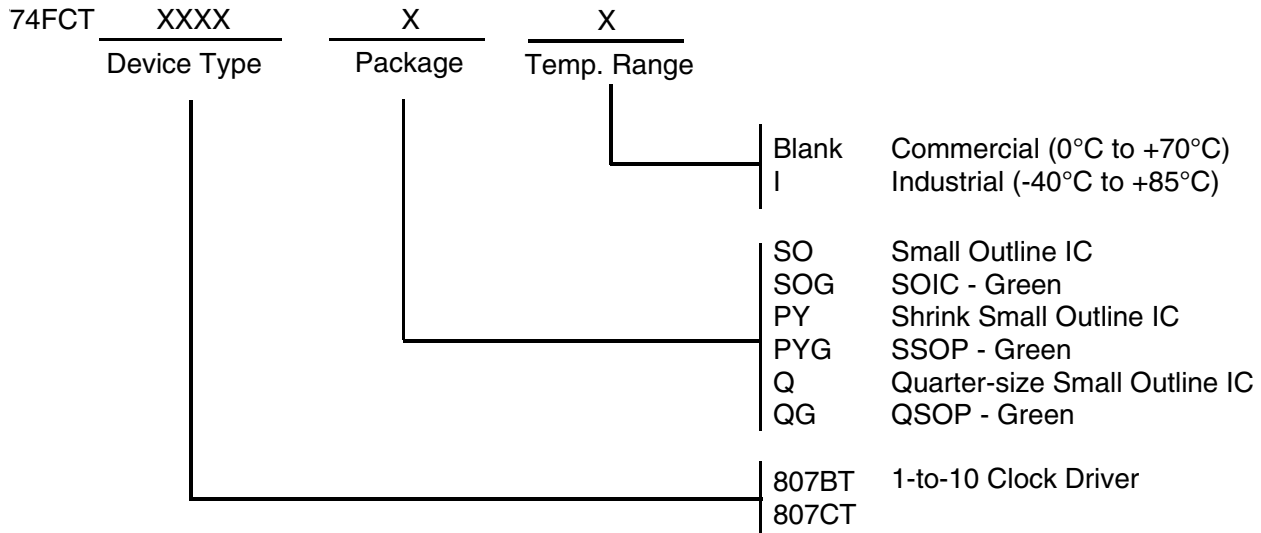 74FCT XXXX X X
Device Type Package Temp. Range
Blank Commercial (0°C to +70°C)
I Industrial (-40°C to +85°C)
SO Small Outline IC
SOG SOIC - Green
PY Shrink Small Outline IC
PYG SSOP - Green
Q Quarter-size Small Outline IC
QG QSOP - Green
807BT 1-to-10 Clock Driver
807CT